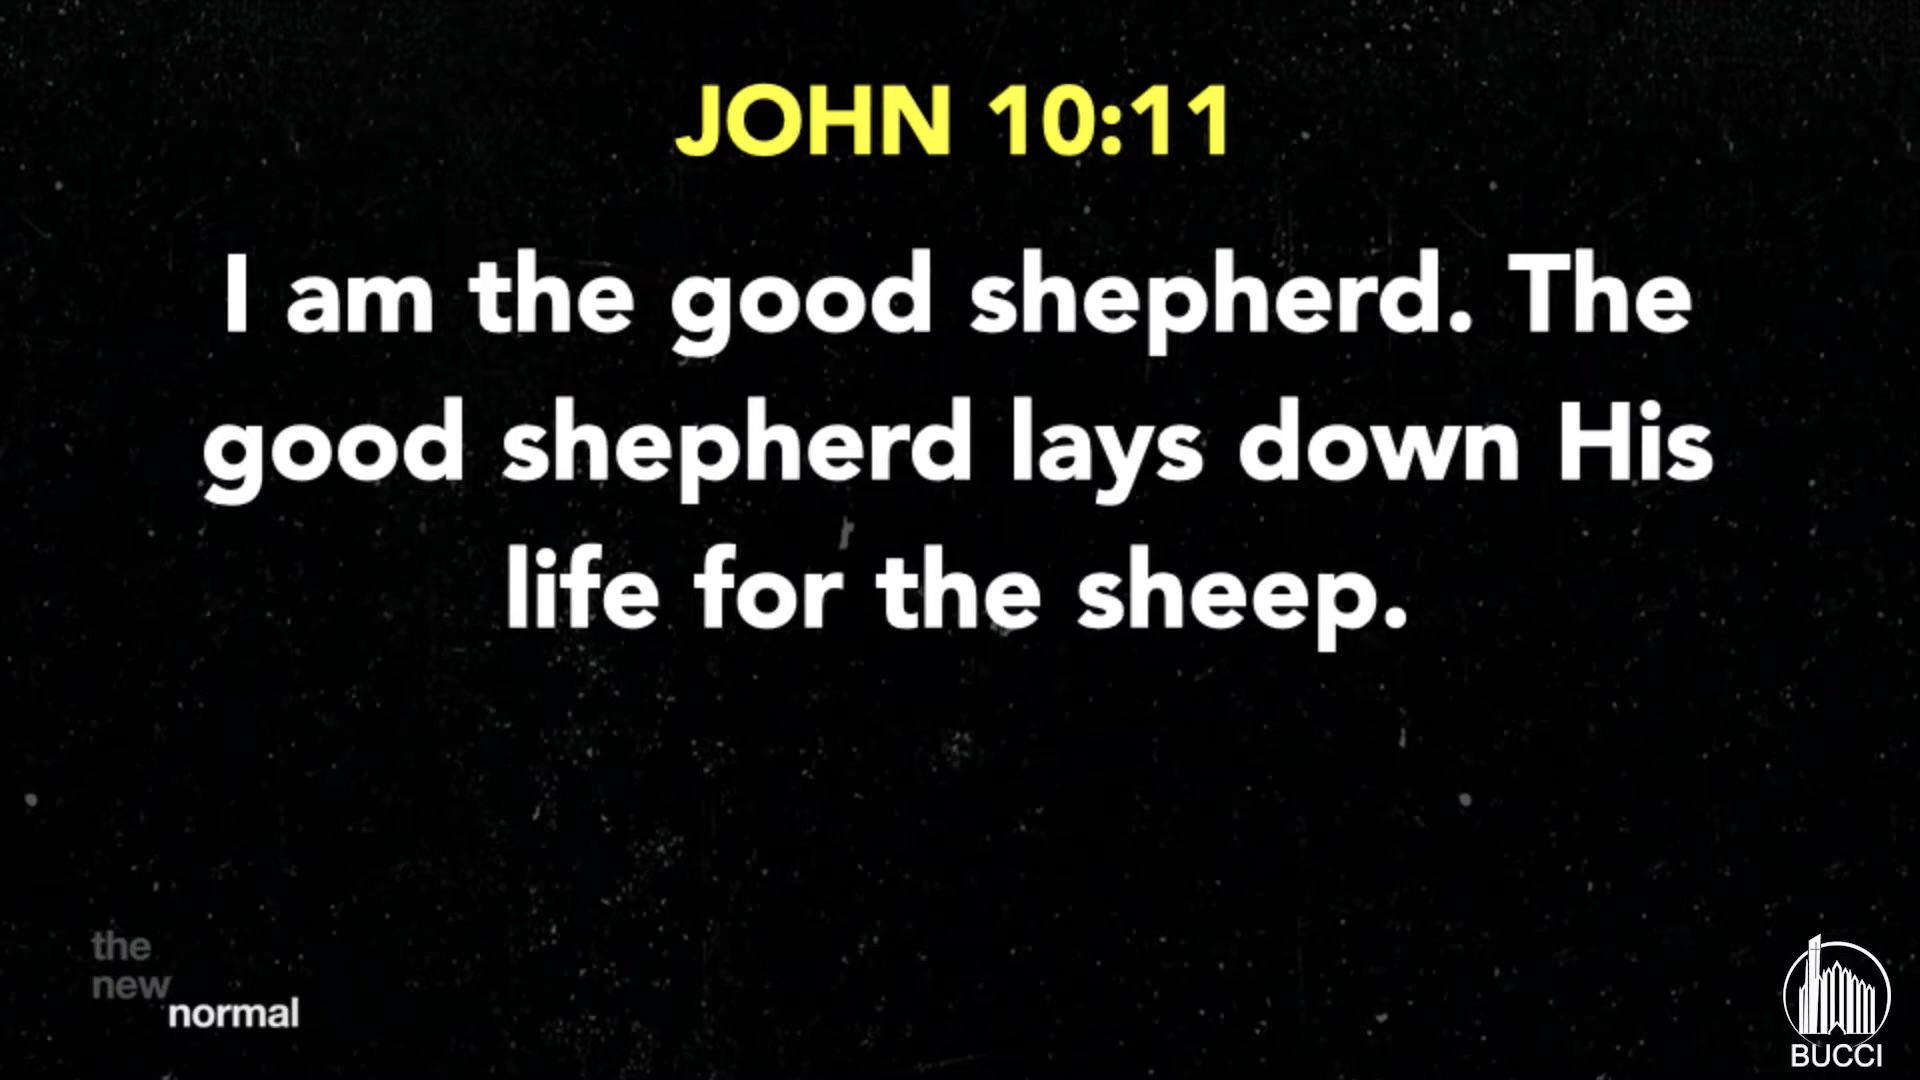 JOHN 10:11
I am the good shepherd. The
good shepherd lays down His
life for the sheep.
the
new
normal
BUCCI